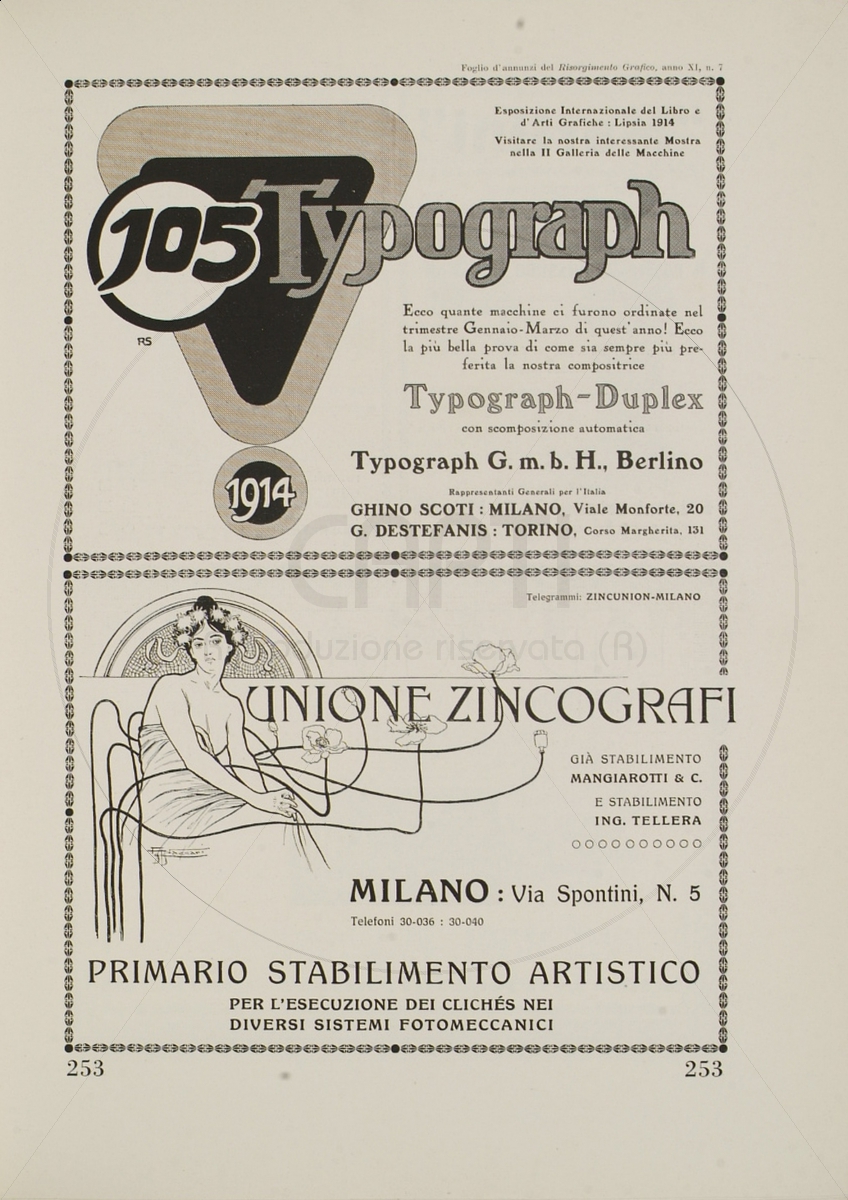 Foglio d'annunzi del Risorgimento Grafico, anno XI, n. 7
Esposizione Internazionale del Libro e
d'Arti Grafiche : Lipsia 1914
Visitare la nostra interessante Mostra
nella II Galleria delle Macchine
105 Typograph
RS
Ecco quante macchine ci furono ordinate nel
trimestre Gennaio-Marzo di quest'anno! Ecco
la più bella prova di come sia sempre più pre-
ferita la nostra compositrice
Typograph-Duplex
con scomposizione automatica
Typograph G. m. b. H., Berlino
1914
Rappresentanti Generali per l'Italia
GHINO SCOTI : MILANO, Viale Monforte, 20
G. DESTEFANIS : TORINO, Corso Margherita, 131
Telegrammi: ZINCUNION-MILANO
duzione riservata (R)
UNIONE ZINCOGRAFI
GIÀ STABILIMENTO
MANGIAROTTI & C.
E STABILIMENTO
ING. TELLERA
MILANO : Via Spontini, N. 5
Telefoni 30-036 : 30-040
PRIMARIO STABILIMENTO ARTISTICO
PER L'ESECUZIONE DEI CLICHÉS NEI
DIVERSI SISTEMI FOTOMECCANICI
253 253